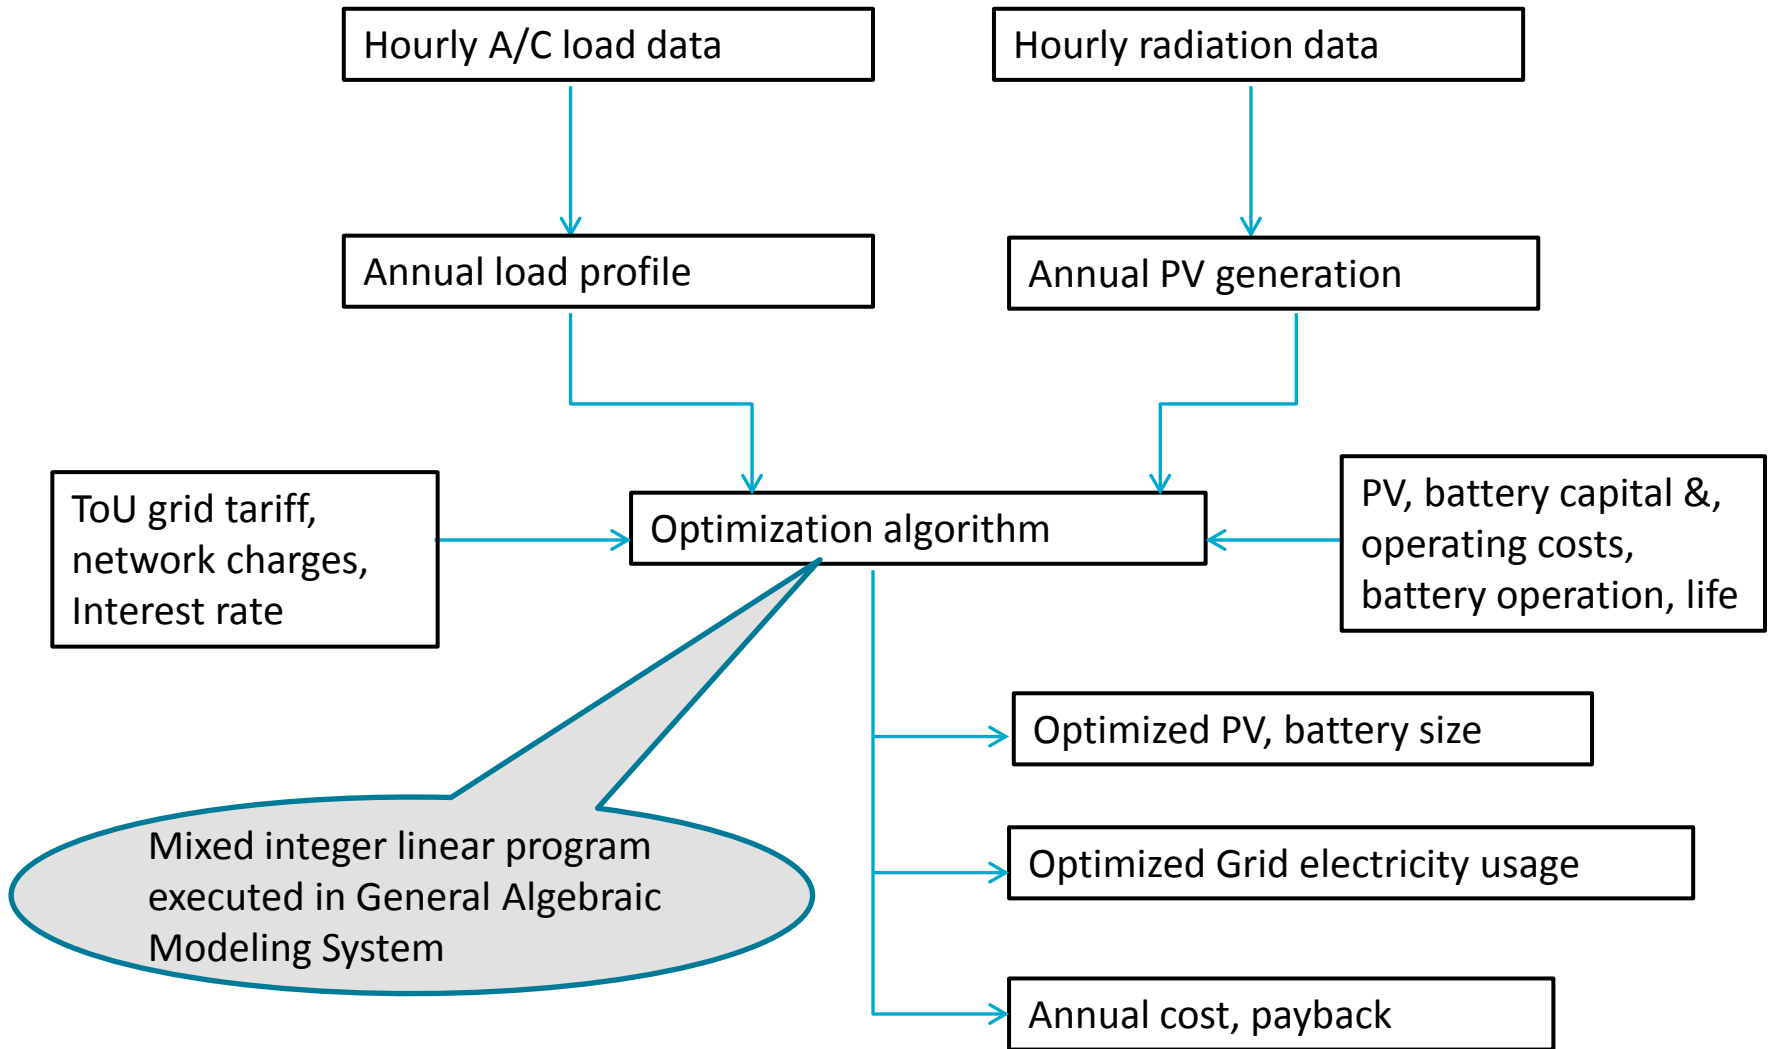 Hourly A/C load data
Hourly radiation data
Annual load profile
Annual PV generation
ToU grid tariff,
network charges,
Interest rate
Optimization algorithm
PV, battery capital &,
operating costs,
battery operation, life
Optimized PV, battery size
Mixed integer linear program
executed in General Algebraic
Modeling System
Optimized Grid electricity usage
Annual cost, payback